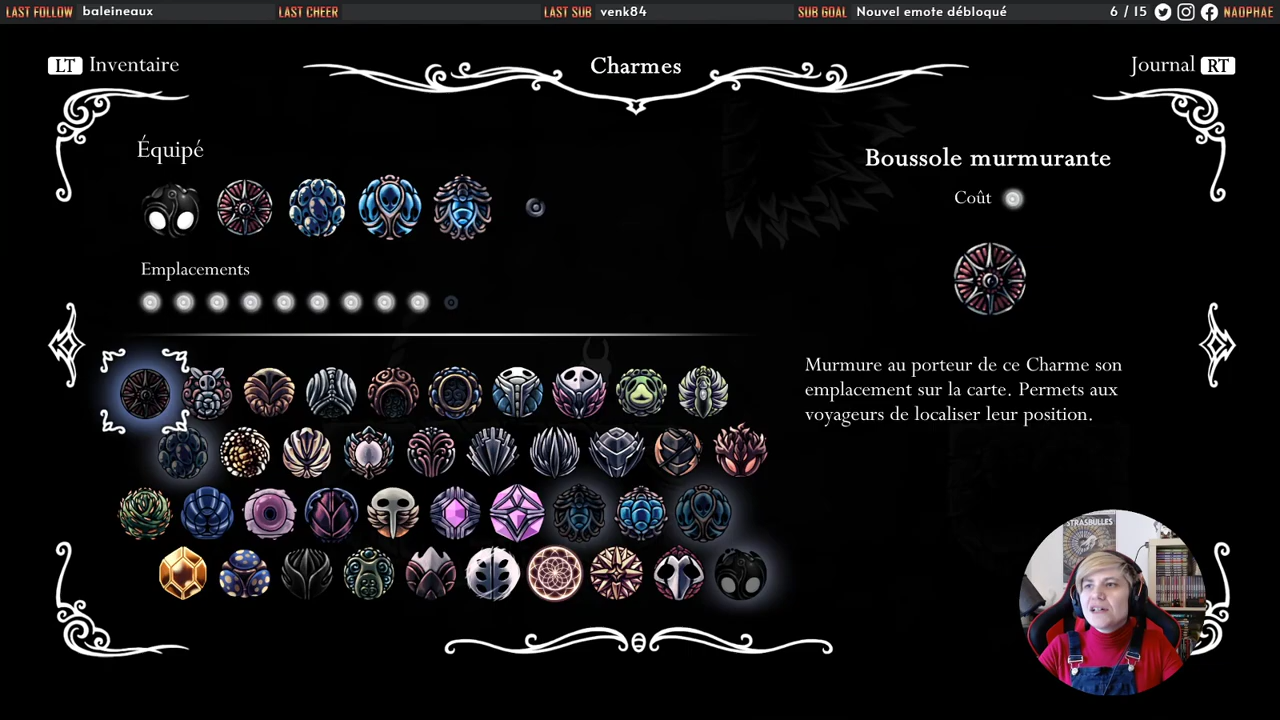 LAST FOLLOW baleineaux LAST CHEER LAST SUB venk84 SUB GOAL Nouvel emote débloqué 6 / 15 NAOPHAE
LT Inventaire
Charmes
Journal RT
Équipé
Boussole murmurante
Coût
Emplacements
Murmure au porteur de ce Charme son
emplacement sur la carte. Permets aux
voyageurs de localiser leur position.
STRASBULLES